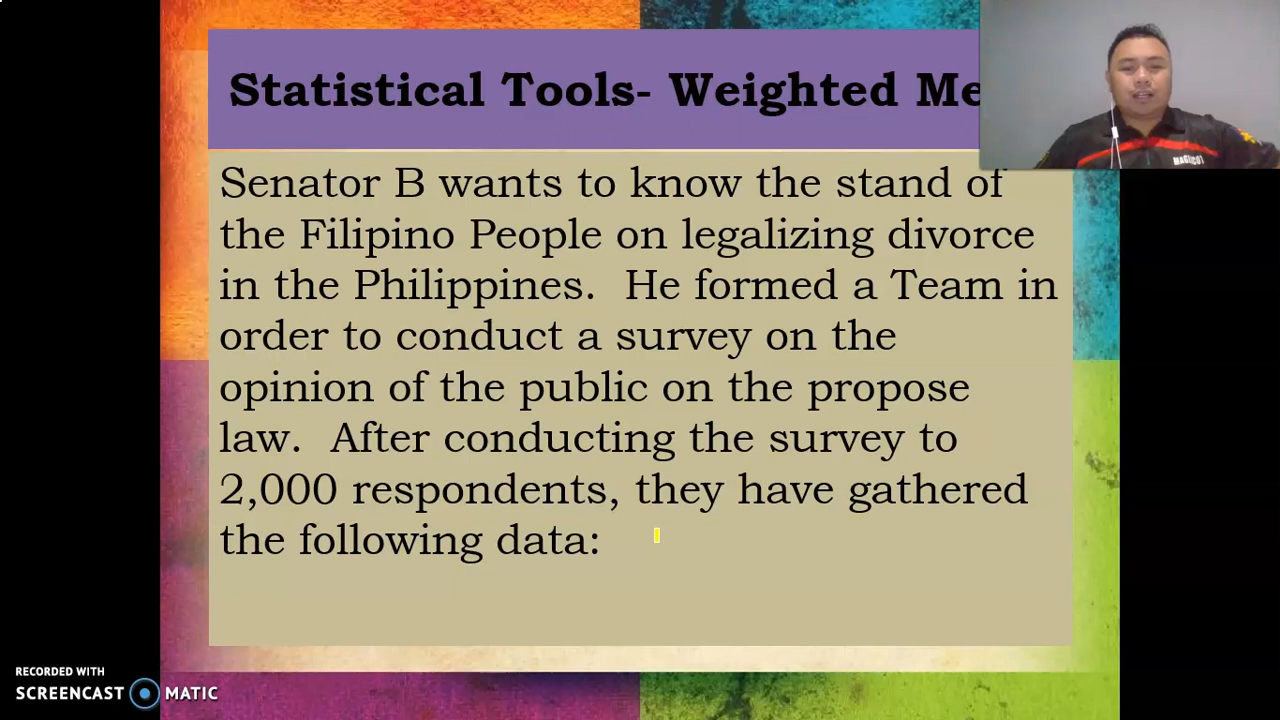 Statistical Tools- Weighted Me
Senator B wants to know the stand of
the Filipino People on legalizing divorce
in the Philippines. He formed a Team in
order to conduct a survey on the
opinion of the public on the propose
law. After conducting the survey to
2,000 respondents, they have gathered
the following data:
RECORDED WITH
SCREENCAST MATIC